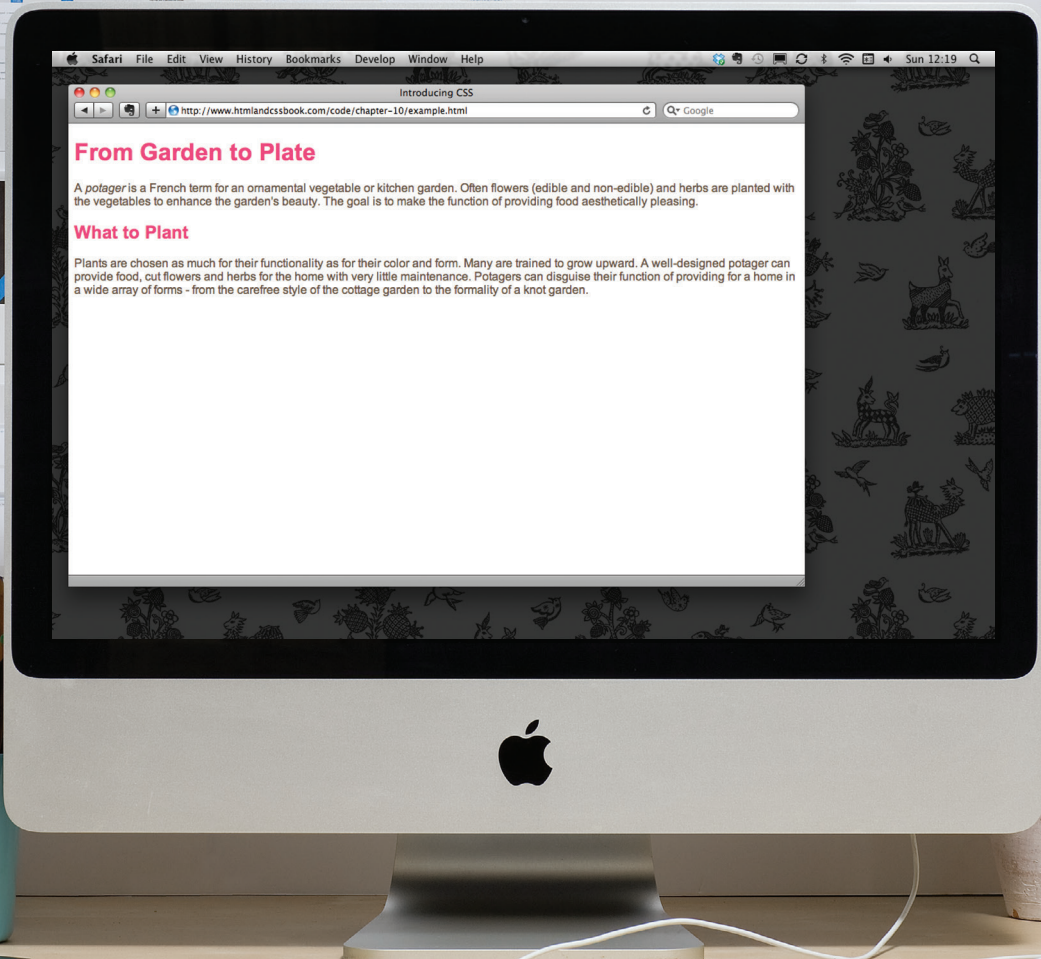 Safari File Edit View History Bookmarks Develop Window Help Sun 12:19
Introducing CSS
http://www.htmlandcssbook.com/code/chapter-10/example.html Google
From Garden to Plate
A potager is a French term for an ornamental vegetable or kitchen garden. Often flowers (edible and non-edible) and herbs are planted with
the vegetables to enhance the garden's beauty. The goal is to make the function of providing food aesthetically pleasing.
What to Plant
Plants are chosen as much for their functionality as for their color and form. Many are trained to grow upward. A well-designed potager can
provide food, cut flowers and herbs for the home with very little maintenance. Potagers can disguise their function of providing for a home in
a wide array of forms - from the carefree style of the cottage garden to the formality of a knot garden.